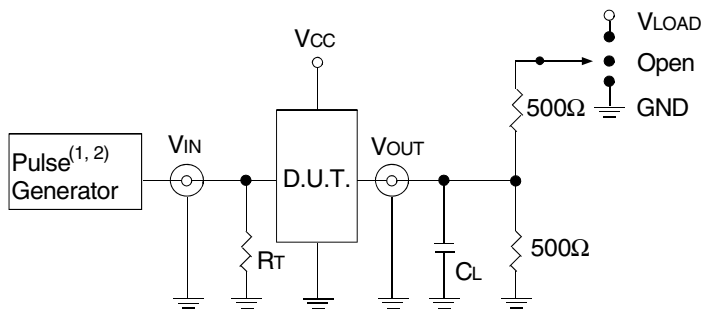 VLOAD
VCC
Open
500Ω
GND
VIN
VOUT
Pulse(1, 2)
Generator
D.U.T.
RT
CL
500Ω